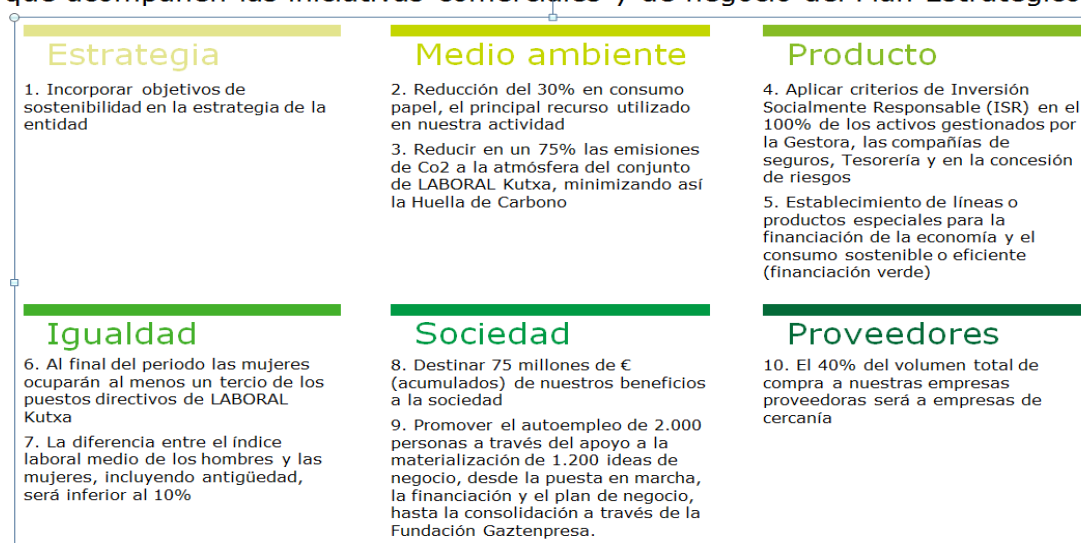 que acompañen las iniciativas comerciales y de negocio del Plan Estratégico
Estrategia
1. Incorporar objetivos de
sostenibilidad en la estrategia de la
entidad
Medio ambiente
2. Reducción del 30% en consumo
papel, el principal recurso utilizado
en nuestra actividad
3. Reducir en un 75% las emisiones
de Co2 a la atmósfera del conjunto
de LABORAL Kutxa, minimizando así
la Huella de Carbono
Producto
4. Aplicar criterios de Inversión
Socialmente Responsable (ISR) en el
100% de los activos gestionados por
la Gestora, las compañías de
seguros, Tesorería y en la concesión
de riesgos
5. Establecimiento de líneas o
productos especiales para la
financiación de la economía y el
consumo sostenible o eficiente
(financiación verde)
Igualdad
6. Al final del periodo las mujeres
ocuparán al menos un tercio de los
puestos directivos de LABORAL
Kutxa
7. La diferencia entre el índice
laboral medio de los hombres y las
mujeres, incluyendo antigüedad,
será inferior al 10%
Sociedad
8. Destinar 75 millones de €
(acumulados) de nuestros beneficios
a la sociedad
9. Promover el autoempleo de 2.000
personas a través del apoyo a la
materialización de 1.200 ideas de
negocio, desde la puesta en marcha,
la financiación y el plan de negocio,
hasta la consolidación a través de la
Fundación Gaztenpresa.
Proveedores
10. El 40% del volumen total de
compra a nuestras empresas
proveedoras será a empresas de
cercanía